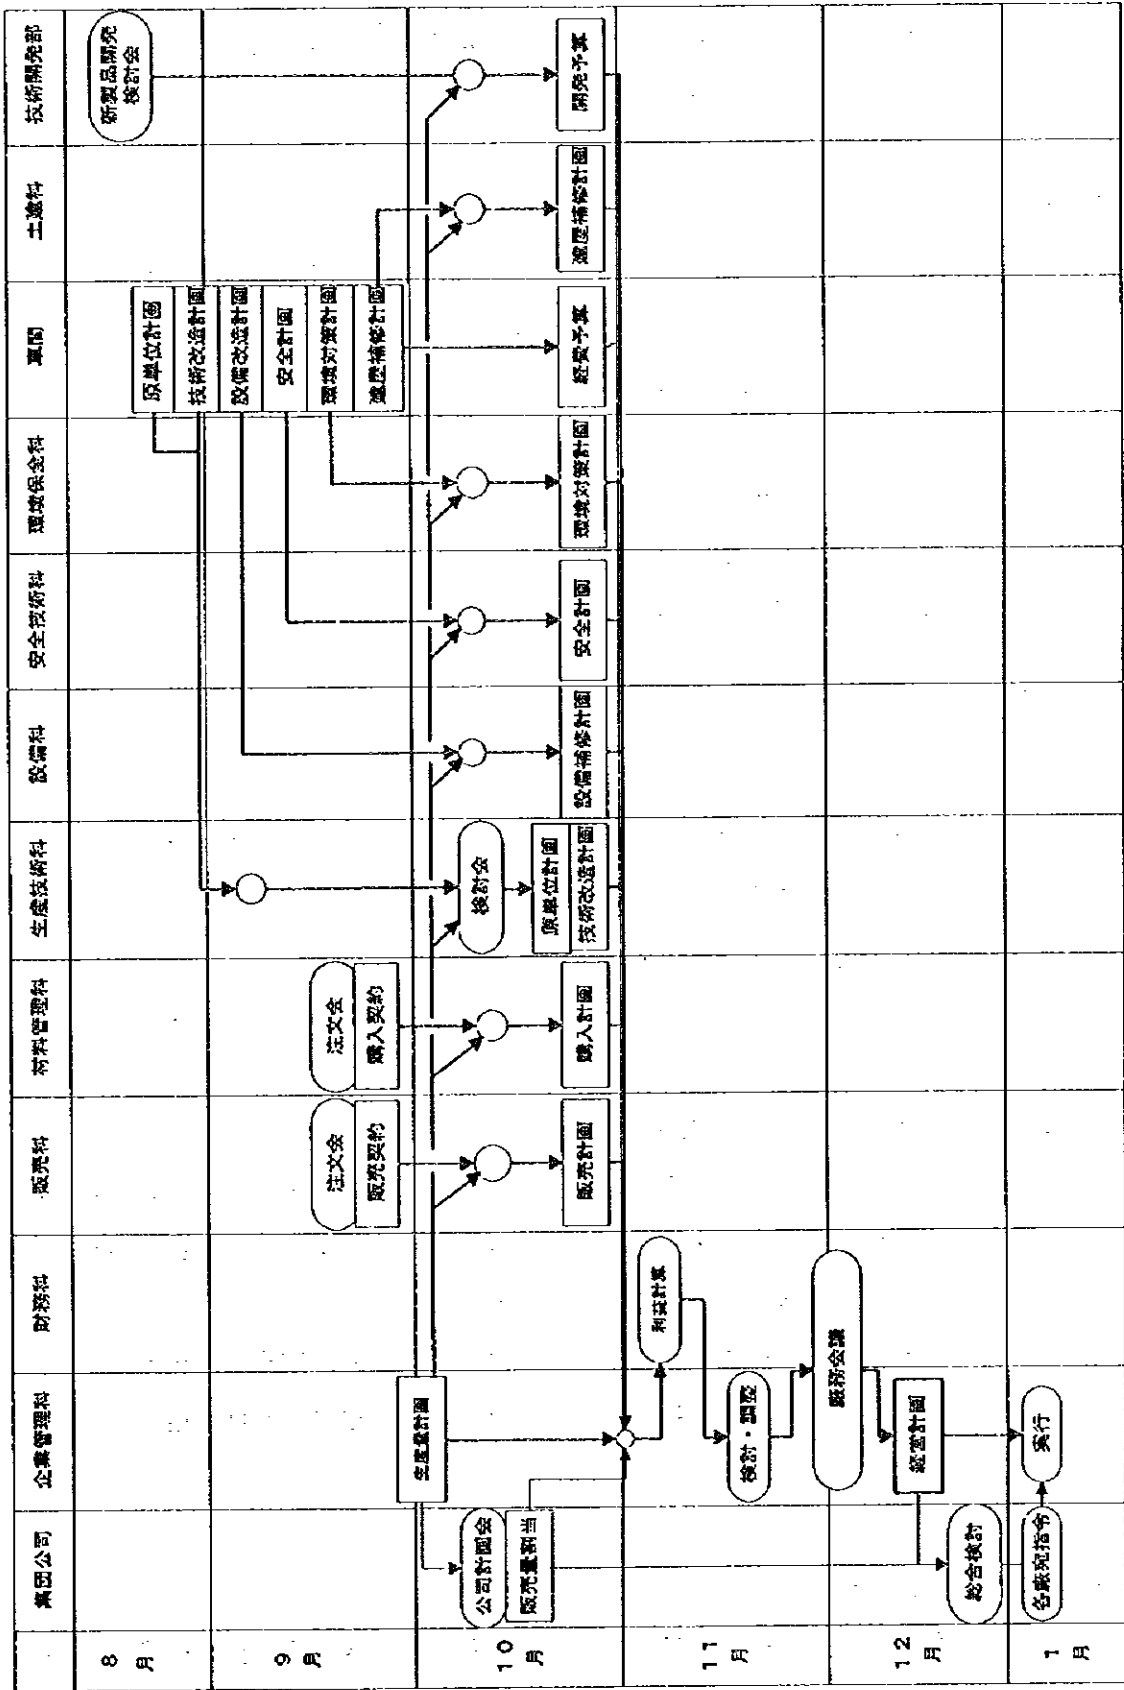 集団公司
企業管理科
財務科
販売科
材料管理科
生産技術科
設備科
安全技術科
環境保全科
車間
土建科
技術開発部
8月
9月
10月
11月
12月
1月
新製品開発
検討会
原単位計画
技術改造計画
設備改造計画
安全計画
環境対策計画
建屋補修計画
注文会
販売契約
注文会
購入契約
生産量計画
公司計画会
販売量割当
検討会
販売計画
購入計画
原単位計画
技術改造計画
設備補修計画
安全計画
環境対策計画
経費予算
建屋補修計画
開発予算
利益計算
検討・調整
廠務会議
経営計画
総合検討
各廠宛指令
実行